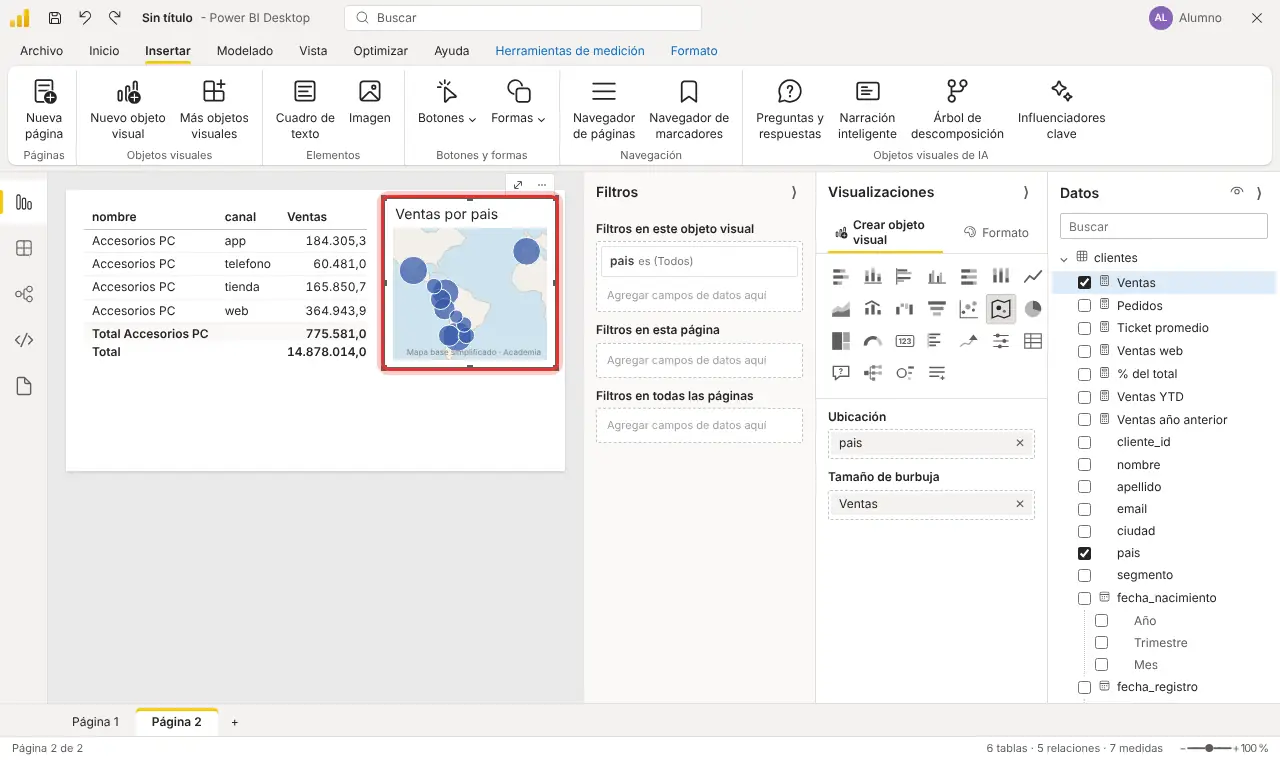 Sin título - Power BI Desktop
Buscar
AL Alumno
Archivo Inicio Insertar Modelado Vista Optimizar Ayuda Herramientas de medición Formato
Nueva página
Nuevo objeto visual
Más objetos visuales
Cuadro de texto
Imagen
Botones
Formas
Navegador de páginas
Navegador de marcadores
Preguntas y respuestas
Narración inteligente
Árbol de descomposición
Influenciadores clave
Páginas
Objetos visuales
Elementos
Botones y formas
Navegación
Objetos visuales de IA
nombre canal Ventas
Accesorios PC app 184.305,3
Accesorios PC telefono 60.481,0
Accesorios PC tienda 165.850,7
Accesorios PC web 364.943,9
Total Accesorios PC 775.581,0
Total 14.878.014,0
Ventas por pais
Mapa base simplificado · Academia
Filtros
Filtros en este objeto visual
pais es (Todos)
Agregar campos de datos aquí
Filtros en esta página
Agregar campos de datos aquí
Filtros en todas las páginas
Agregar campos de datos aquí
Visualizaciones
Crear objeto visual
Formato
123
Ubicación
pais
Tamaño de burbuja
Ventas
Datos
Buscar
clientes
Ventas
Pedidos
Ticket promedio
Ventas web
% del total
Ventas YTD
Ventas año anterior
cliente_id
nombre
apellido
email
ciudad
pais
segmento
fecha_nacimiento
Año
Trimestre
Mes
fecha_registro
Página 1 Página 2 +
Página 2 de 2
6 tablas · 5 relaciones · 7 medidas
− + 100 %